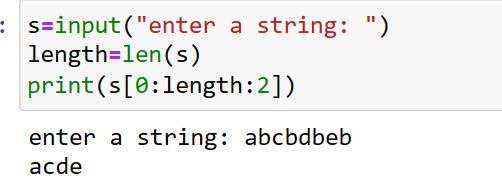 : s=input("enter a string: ")
length=len(s)
print(s[0:length:2])
enter a string: abcbdbeb
acde